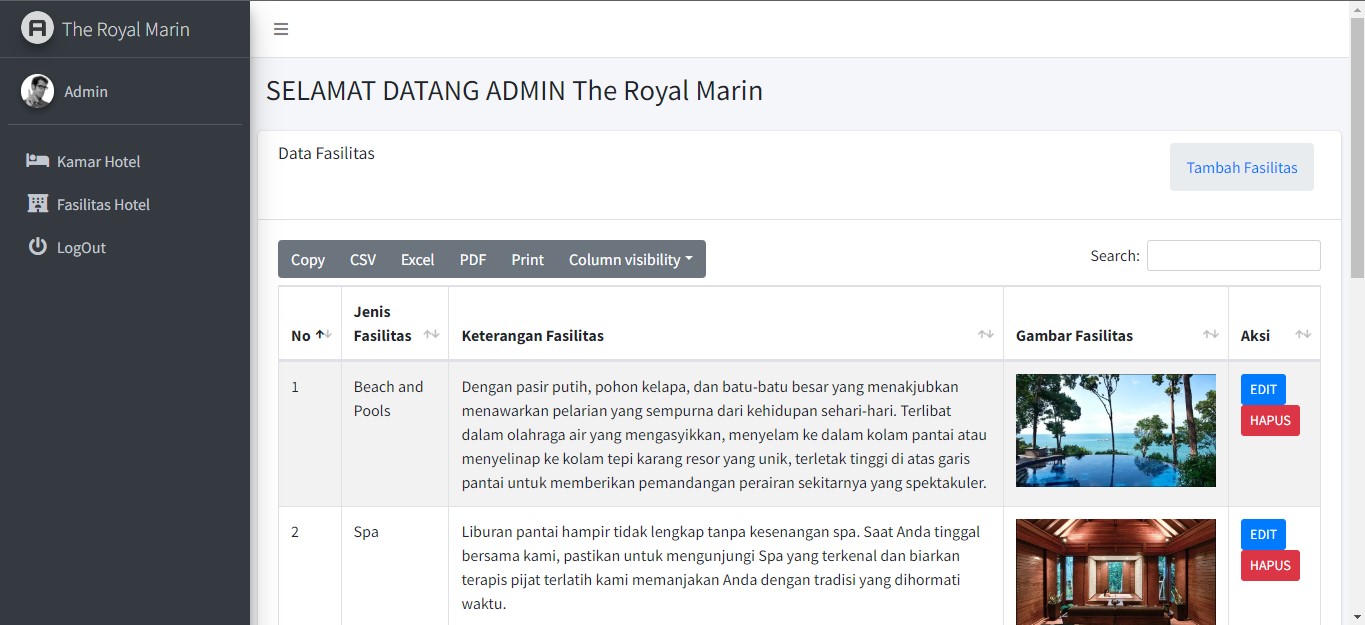 The Royal Marin
Admin
Kamar Hotel
Fasilitas Hotel
LogOut
SELAMAT DATANG ADMIN The Royal Marin
Data Fasilitas
Tambah Fasilitas
Copy CSV Excel PDF Print Column visibility
Search:
No Jenis Fasilitas Keterangan Fasilitas Gambar Fasilitas Aksi
1
Beach and
Pools
Dengan pasir putih, pohon kelapa, dan batu-batu besar yang menakjubkan
menawarkan pelarian yang sempurna dari kehidupan sehari-hari. Terlibat
dalam olahraga air yang mengasyikkan, menyelam ke dalam kolam pantai atau
menyelinap ke kolam tepi karang resor yang unik, terletak tinggi di atas garis
pantai untuk memberikan pemandangan perairan sekitarnya yang spektakuler.
EDIT
HAPUS
2
Spa
Liburan pantai hampir tidak lengkap tanpa kesenangan spa. Saat Anda tinggal
bersama kami, pastikan untuk mengunjungi Spa yang terkenal dan biarkan
terapis pijat terlatih kami memanjakan Anda dengan tradisi yang dihormati
waktu.
EDIT
HAPUS